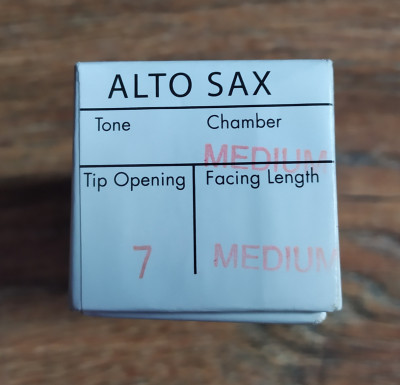 ALTO SAX
Tone Chamber
MEDIUM
Tip Opening Facing Length
7 MEDIUM